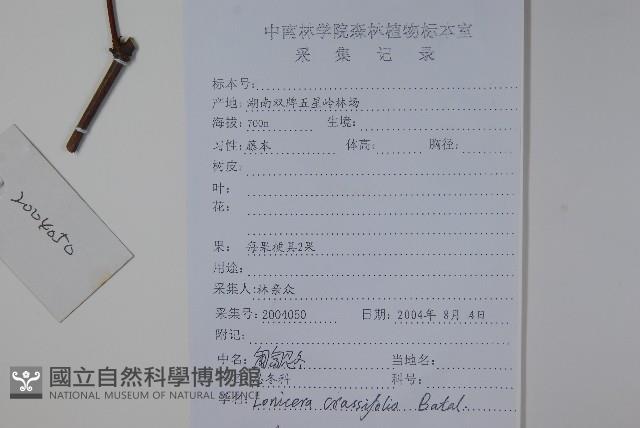 中南林学院森林植物标本室
采集记录
标本号:
产地: 湖南双牌五星岭林场
海拔: 700m 生境:
习性: 藤本 体高: 胸径:
树皮:
叶:
花:
果: 每果梗具2果
用途:
采集人: 林亲众
采集号: 2004050 日期: 2004年 8月 4日
附记:
中名: 匍匐忍冬 当地名:
忍冬科 科号:
学名: Lonicera crassifolia Batal.
2004050
國立自然科學博物館
NATIONAL MUSEUM OF NATURAL SCIENCE